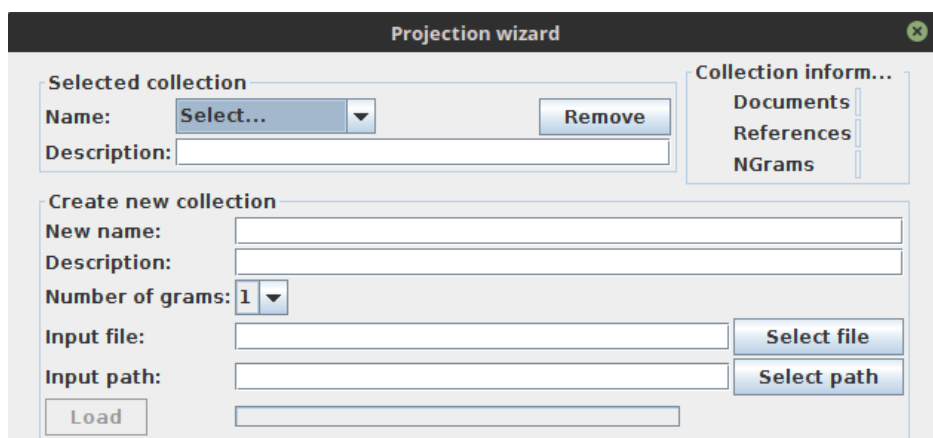 Projection wizard
Selected collection
Name: Select... Remove
Description:
Collection inform...
Documents
References
NGrams
Create new collection
New name:
Description:
Number of grams: 1
Input file: Select file
Input path: Select path
Load